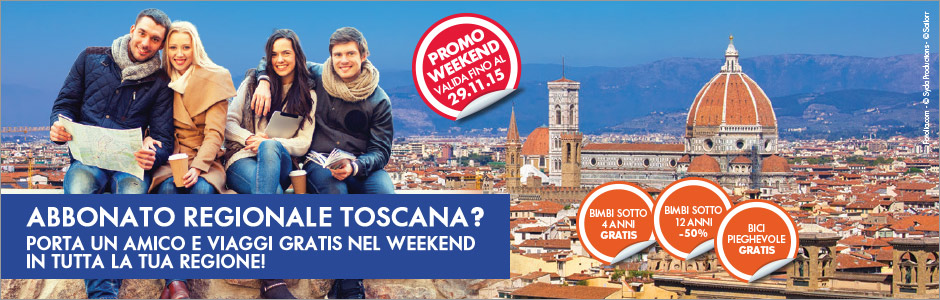 PROMO
WEEKEND
VALIDA FINO AL
29.11.15
ABBONATO REGIONALE TOSCANA?
PORTA UN AMICO E VIAGGI GRATIS NEL WEEKEND
IN TUTTA LA TUA REGIONE!
BIMBI SOTTO
4 ANNI
GRATIS
BIMBI SOTTO
12 ANNI
-50%
BICI
PIEGHEVOLE
GRATIS
© Syda Productions - © Sailorr